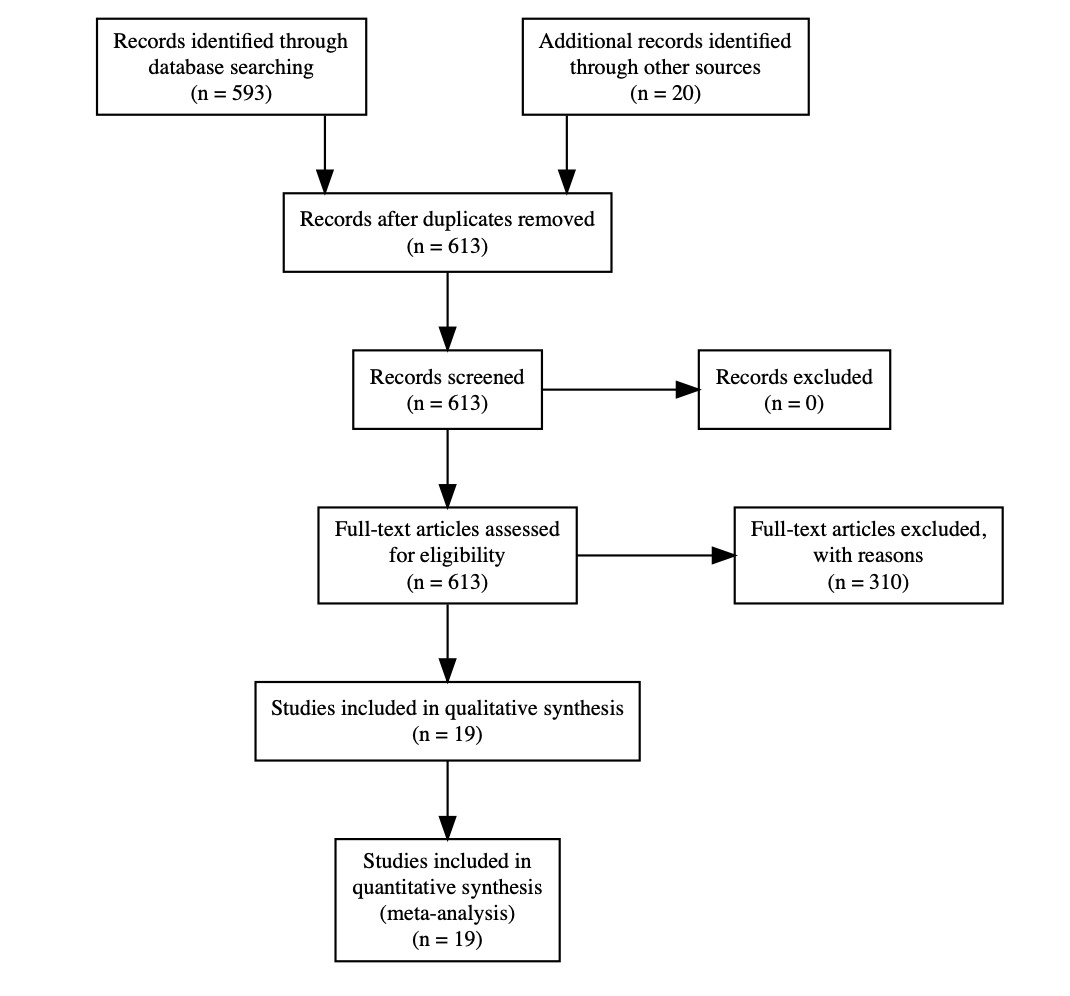 Records identified through
database searching
(n = 593)
Additional records identified
through other sources
(n = 20)
Records after duplicates removed
(n = 613)
Records screened
(n = 613)
Records excluded
(n = 0)
Full-text articles assessed
for eligibility
(n = 613)
Full-text articles excluded,
with reasons
(n = 310)
Studies included in qualitative synthesis
(n = 19)
Studies included in
quantitative synthesis
(meta-analysis)
(n = 19)